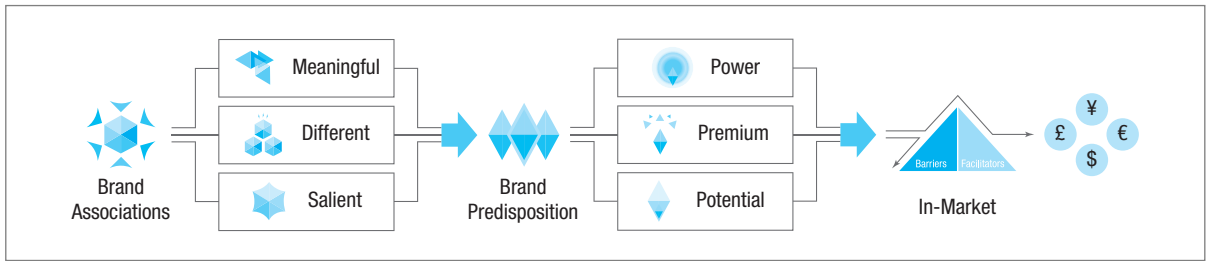 Brand
Associations
Meaningful
Different
Salient
Brand
Predisposition
Power
Premium
Potential
Barriers
Facilitators
In-Market
£
¥
€
$